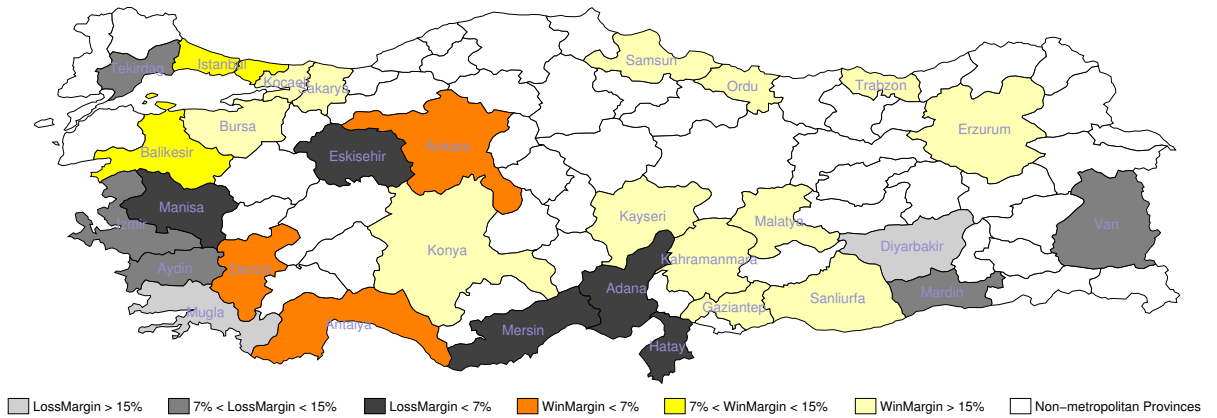 Samsun
Istanbul
Tekirdag
Kocaeli
Sakarya
Ordu
Trabzon
Bursa
Erzurum
Ankara
Balikesir
Eskisehir
Manisa
Kayseri
Malatya
Izmir
Van
Konya
Diyarbakir
Kahramanmara
Aydin
Denizli
Adana
Mardin
Sanliurfa
Gaziantep
Mugla
Antalya
Mersin
Hatay
LossMargin > 15% 7% < LossMargin < 15% LossMargin < 7% WinMargin < 7% 7% < WinMargin < 15% WinMargin > 15% Non−metropolitan Provinces